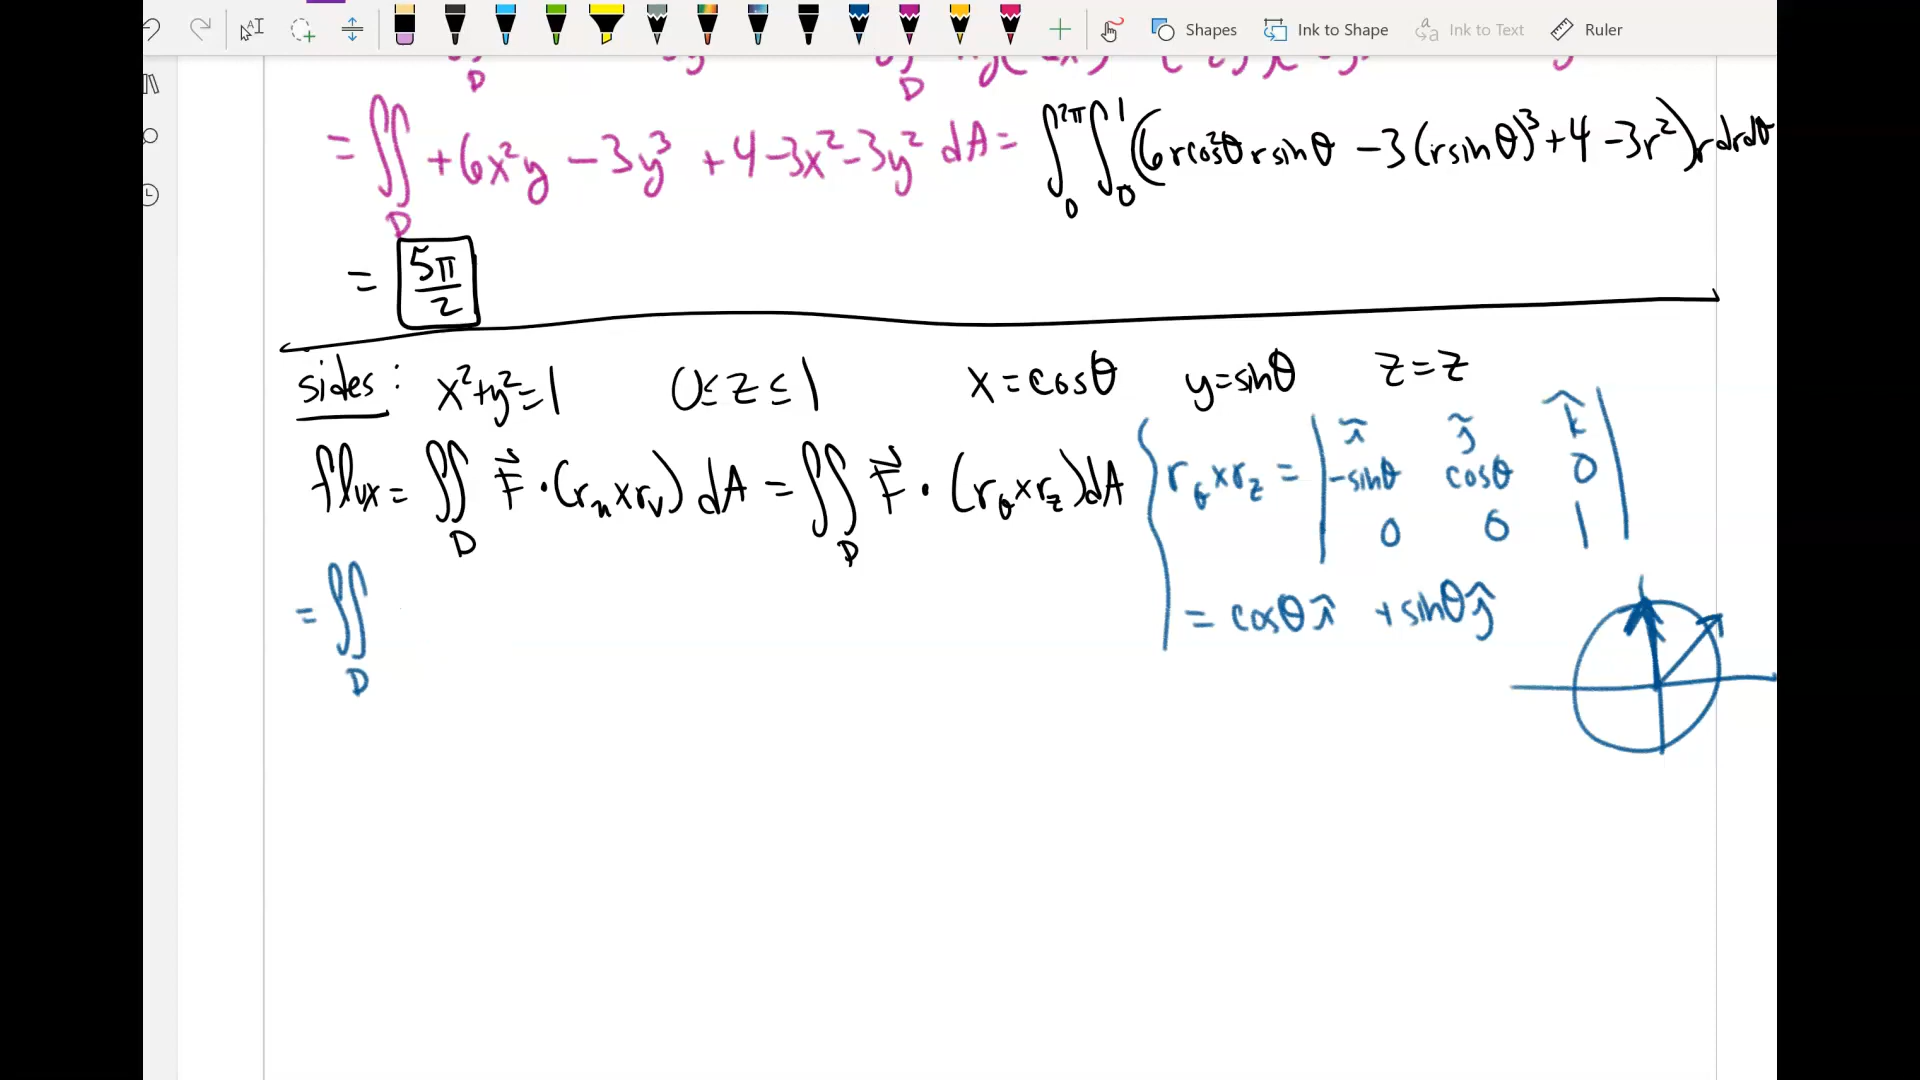 Shapes Ink to Shape Ink to Text Ruler
D D
= ∬_D +6x²y − 3y³ + 4 − 3x² − 3y² dA = ∫₀^{2π} ∫₀^1 (6rcos²θ rsinθ − 3(rsinθ)³ + 4 − 3r²) r dr dθ
= 5π/2
sides: x²+y²=1 0 ≤ z ≤ 1 x = cosθ y = sinθ z = z
flux = ∬_D F⃗ · (r_u × r_v) dA = ∬_D F⃗ · (r_θ × r_z) dA { r_θ × r_z = | î ĵ k̂ |
| -sinθ cosθ 0 |
| 0 0 1 |
= ∬_D
= cosθ î + sinθ ĵ